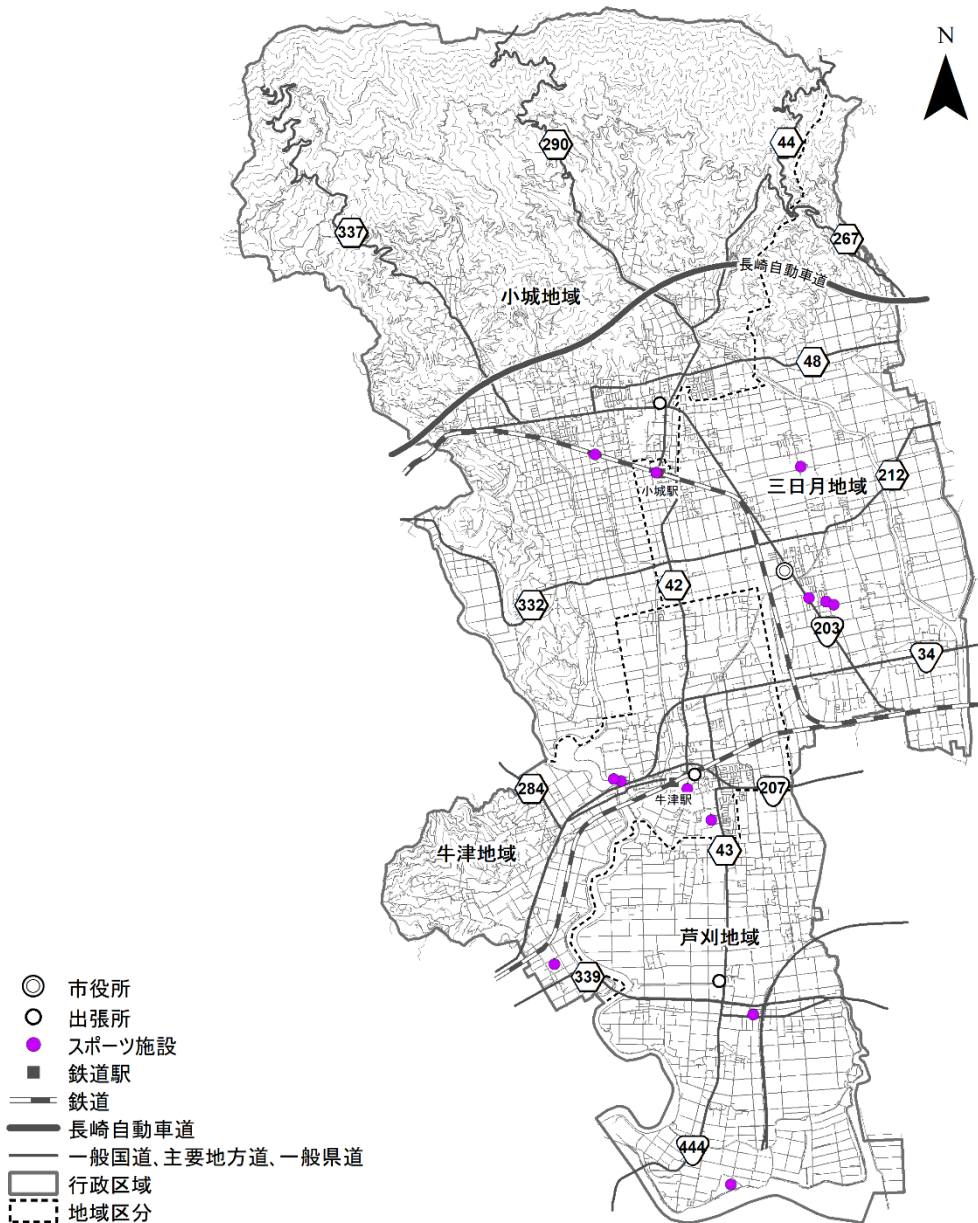 N
290
44
337
267
長崎自動車道
小城地域
48
212
三日月地域
小城駅
42
332
203
34
284
207
牛津駅
43
牛津地域
芦刈地域
339
444
市役所
出張所
スポーツ施設
鉄道駅
鉄道
長崎自動車道
一般国道、主要地方道、一般県道
行政区域
地域区分